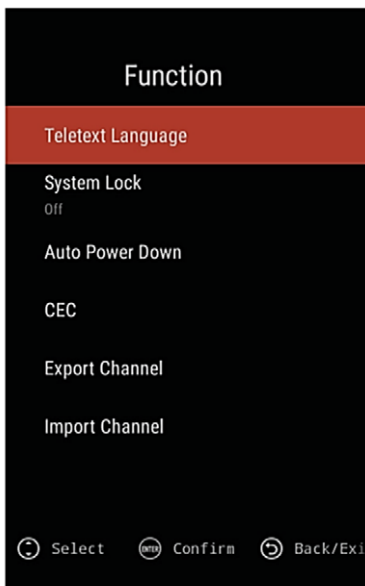 Function
Teletext Language
System Lock
Off
Auto Power Down
CEC
Export Channel
Import Channel
Select ENTER Confirm Back/Exi